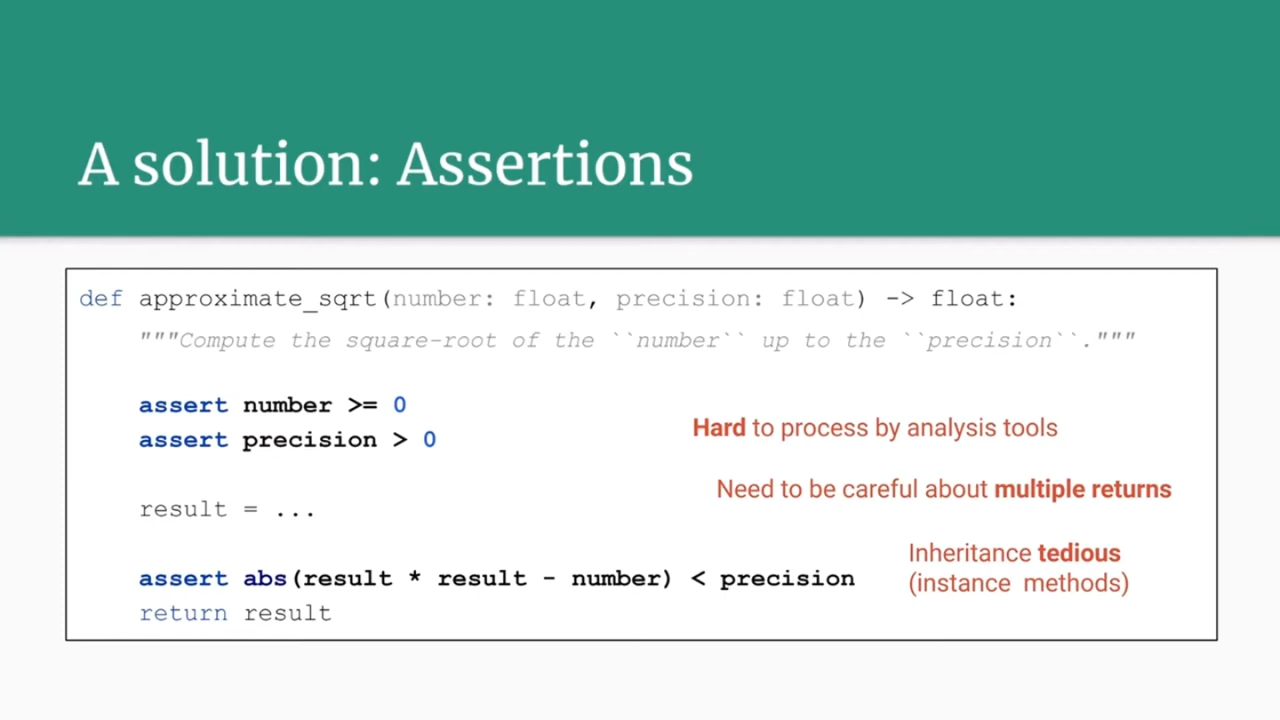 A solution: Assertions
def approximate_sqrt(number: float, precision: float) -> float:
"""Compute the square-root of the ``number`` up to the ``precision``."""
assert number >= 0
assert precision > 0
Hard to process by analysis tools
Need to be careful about multiple returns
result = ...
Inheritance tedious
(instance methods)
assert abs(result * result - number) < precision
return result